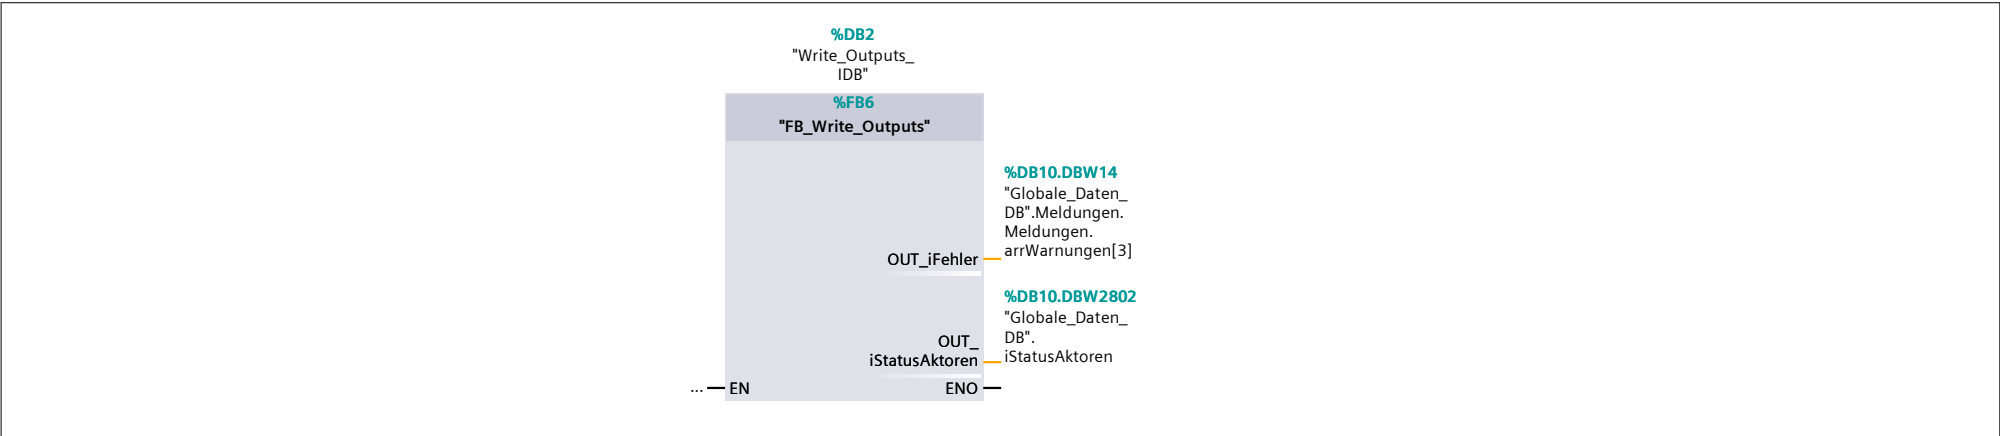 %DB2
"Write_Outputs_
IDB"
%FB6
"FB_Write_Outputs"
%DB10.DBW14
"Globale_Daten_
DB".Meldungen.
Meldungen.
arrWarnungen[3]
OUT_iFehler
%DB10.DBW2802
"Globale_Daten_
DB".
iStatusAktoren
OUT_
iStatusAktoren
... EN
ENO